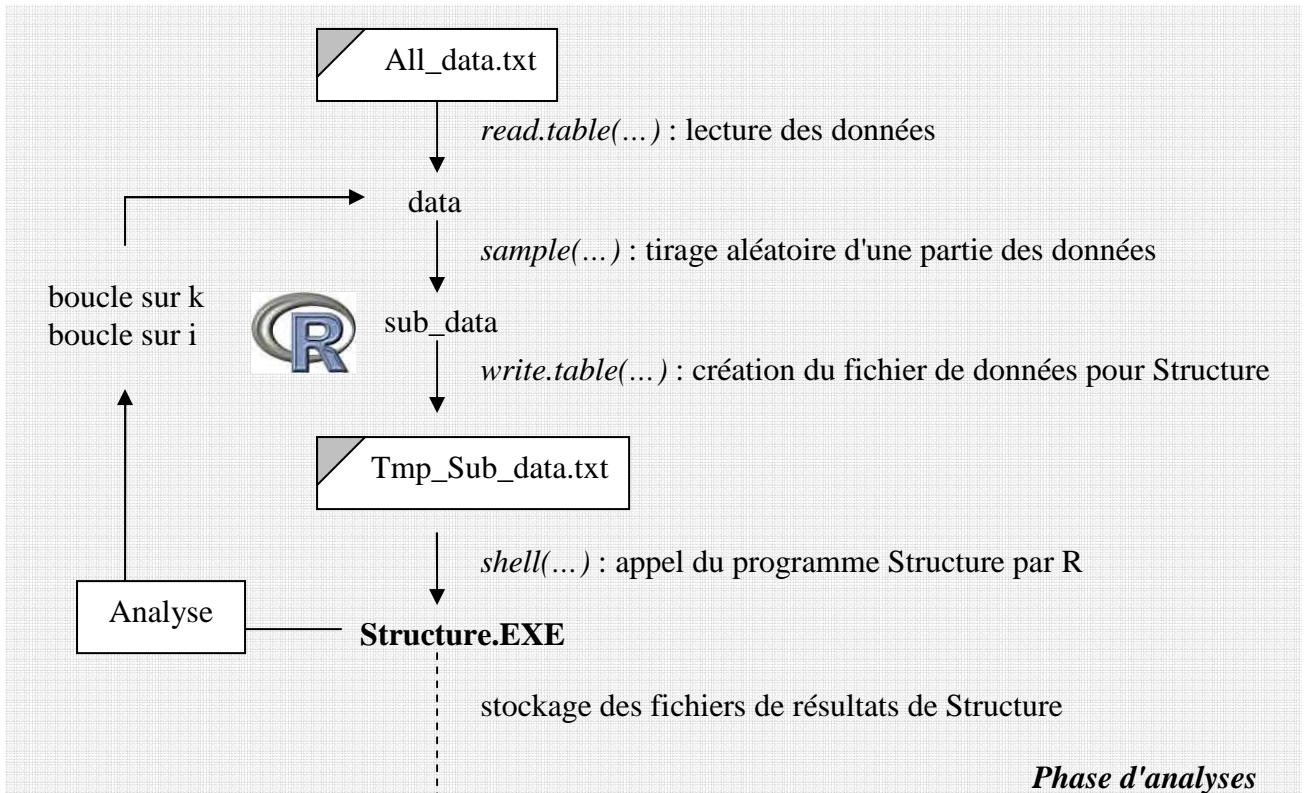 All_data.txt
read.table(…) : lecture des données
data
sample(…) : tirage aléatoire d'une partie des données
boucle sur k
boucle sur i
R
sub_data
write.table(…) : création du fichier de données pour Structure
Tmp_Sub_data.txt
shell(…) : appel du programme Structure par R
Analyse
Structure.EXE
stockage des fichiers de résultats de Structure
Phase d'analyses